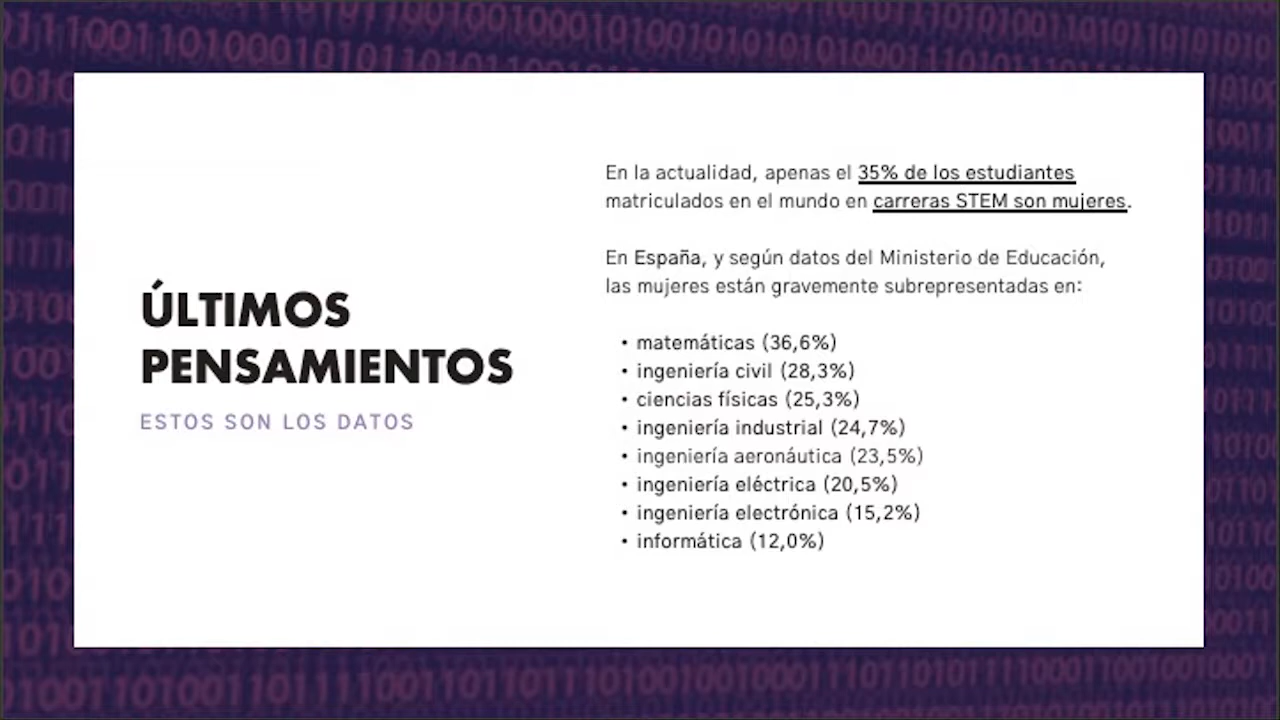 ÚLTIMOS
PENSAMIENTOS
ESTOS SON LOS DATOS
En la actualidad, apenas el 35% de los estudiantes
matriculados en el mundo en carreras STEM son mujeres.
En España, y según datos del Ministerio de Educación,
las mujeres están gravemente subrepresentadas en:
• matemáticas (36,6%)
• ingeniería civil (28,3%)
• ciencias físicas (25,3%)
• ingeniería industrial (24,7%)
• ingeniería aeronáutica (23,5%)
• ingeniería eléctrica (20,5%)
• ingeniería electrónica (15,2%)
• informática (12,0%)